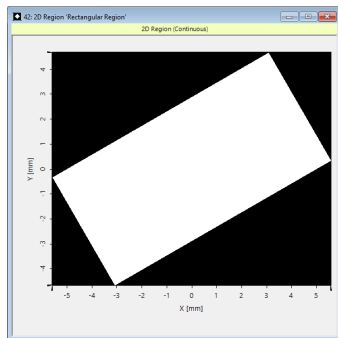 42: 2D Region 'Rectangular Region'
2D Region (Continuous)
Y [mm]
4
3
2
1
0
-1
-2
-3
-4
-5 -4 -3 -2 -1 0 1 2 3 4 5
X [mm]